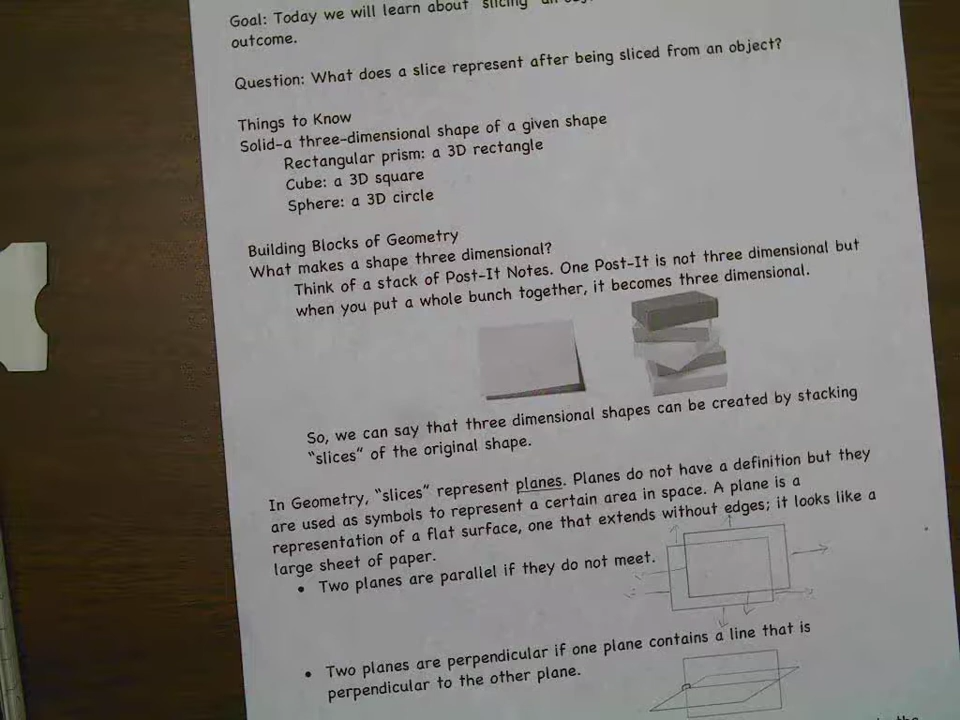 Goal: Today we will learn about "slicing" an
outcome.
Question: What does a slice represent after being sliced from an object?
Things to Know
Solid-a three-dimensional shape of a given shape
Rectangular prism: a 3D rectangle
Cube: a 3D square
Sphere: a 3D circle
Building Blocks of Geometry
What makes a shape three dimensional?
Think of a stack of Post-It Notes. One Post-It is not three dimensional but
when you put a whole bunch together, it becomes three dimensional.
So, we can say that three dimensional shapes can be created by stacking
"slices" of the original shape.
In Geometry, "slices" represent planes. Planes do not have a definition but they
are used as symbols to represent a certain area in space. A plane is a
representation of a flat surface, one that extends without edges; it looks like a
large sheet of paper.
• Two planes are parallel if they do not meet.
• Two planes are perpendicular if one plane contains a line that is
perpendicular to the other plane.